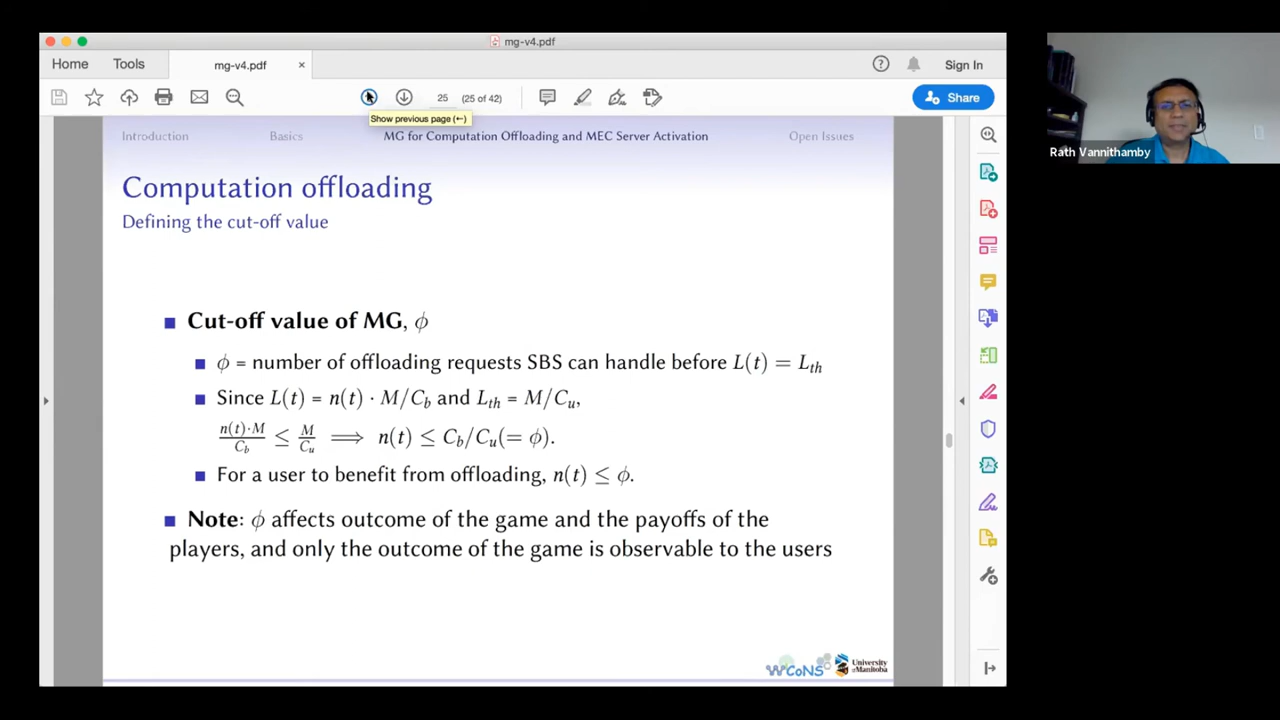 mg-v4.pdf
Home
Tools
mg-v4.pdf
×
Sign In
25
(25 of 42)
Share
Show previous page (←)
Introduction
Basics
MG for Computation Offloading and MEC Server Activation
Open Issues
Computation offloading
Defining the cut-off value
Cut-off value of MG, ϕ
ϕ = number of offloading requests SBS can handle before L(t) = L_th
Since L(t) = n(t) · M/C_b and L_th = M/C_u,
n(t)·M/C_b ≤ M/C_u ⟹ n(t) ≤ C_b/C_u(= ϕ).
For a user to benefit from offloading, n(t) ≤ ϕ.
Note: ϕ affects outcome of the game and the payoffs of the
players, and only the outcome of the game is observable to the users
WCoNS
University
of Manitoba
Rath Vannithamby